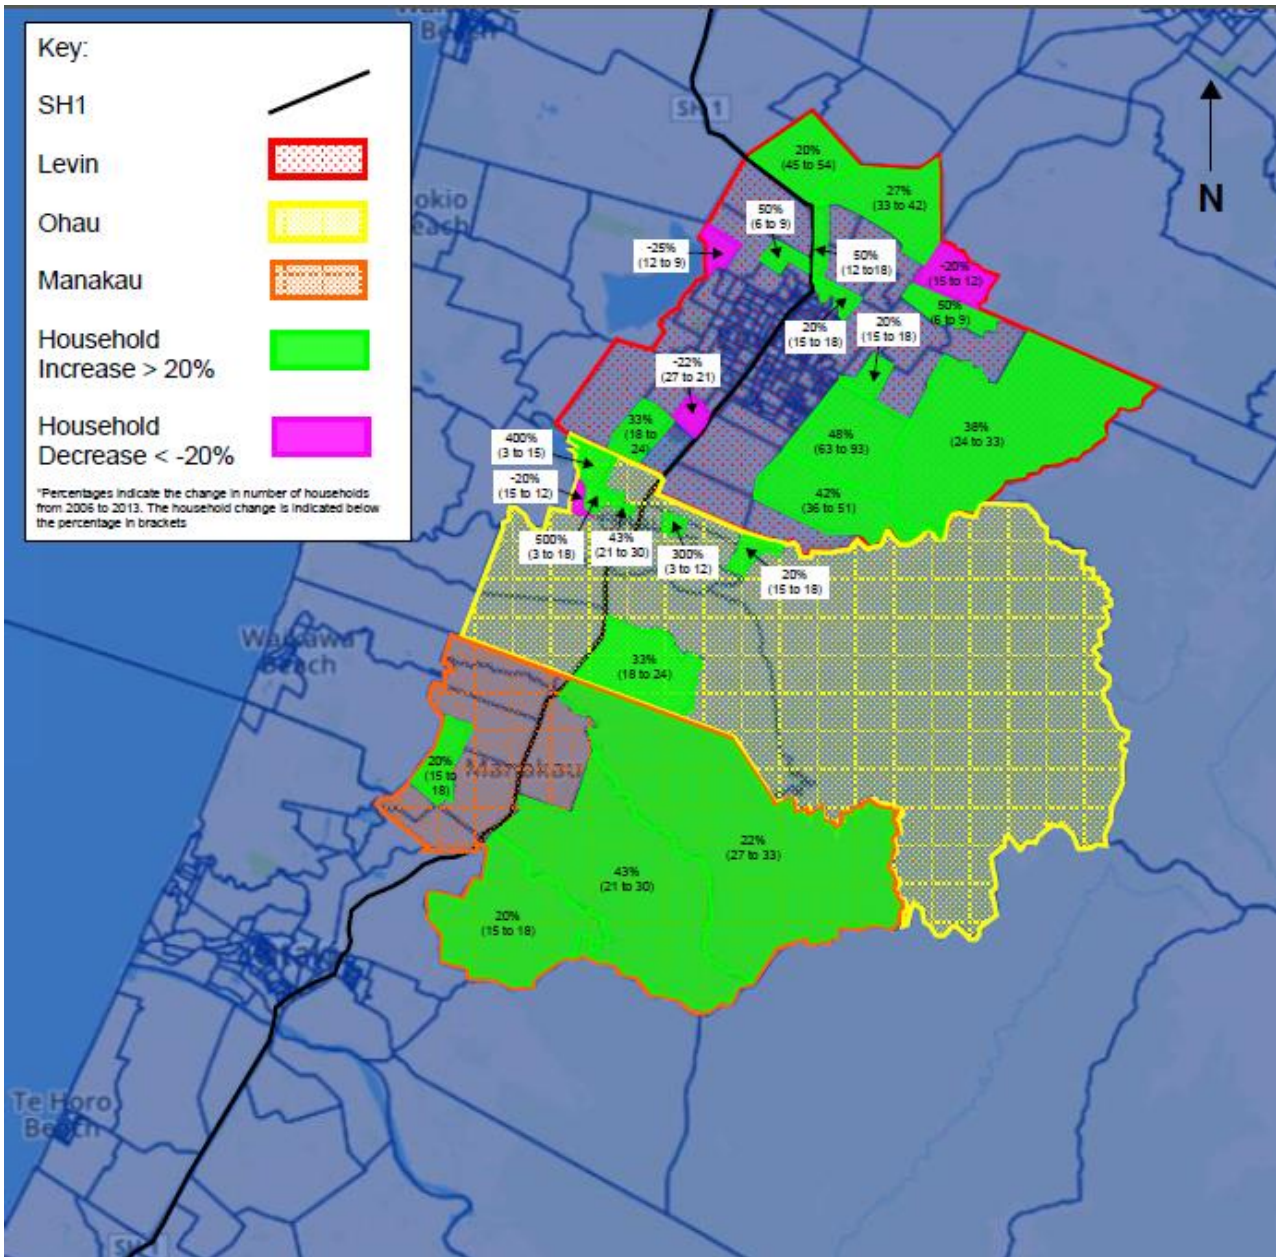 Key:
SH1
Levin
Ohau
Manakau
Household
Increase > 20%
Household
Decrease < -20%
*Percentages indicate the change in number of households
from 2006 to 2013. The household change is indicated below
the percentage in brackets
Beach
SH 1
N
20%
(45 to 54)
27%
(33 to 42)
50%
(6 to 9)
-25%
(12 to 9)
50%
(12 to18)
-20%
(15 to 12)
50%
(6 to 9)
20%
(15 to 18)
20%
(15 to 18)
-22%
(27 to 21)
33%
(18 to
24)
48%
(63 to 93)
38%
(24 to 33)
42%
(36 to 51)
400%
(3 to 15)
-20%
(15 to 12)
500%
(3 to 18)
43%
(21 to 30)
300%
(3 to 12)
20%
(15 to 18)
Beach
33%
(18 to 24)
20%
(15 to
18)
Manakau
22%
(27 to 33)
43%
(21 to 30)
20%
(15 to 18)
Te Horo
Beach
SH 1